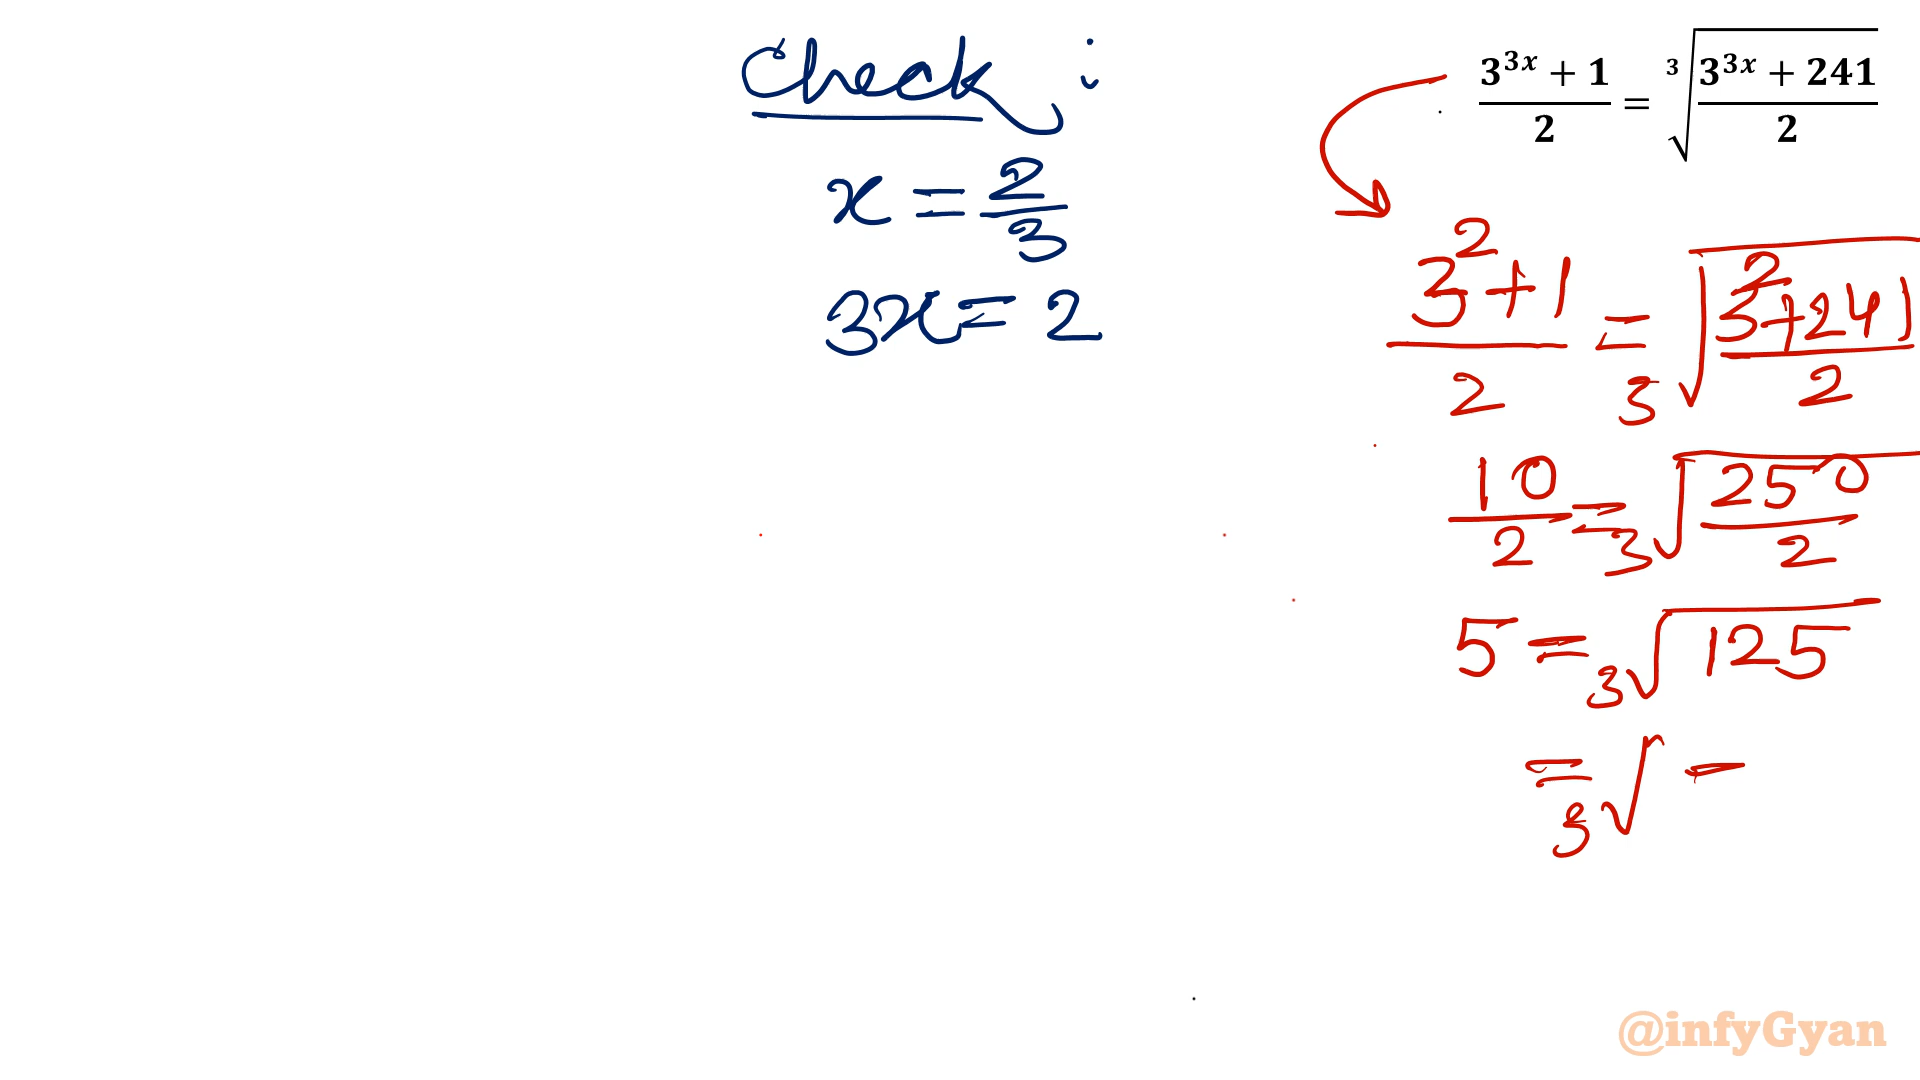 Check :
x = 2/3
3x = 2
(3^{3x} + 1)/2 = ∛((3^{3x} + 241)/2)
(3^2 + 1)/2 = ∛((3^2 + 241)/2)
10/2 = ∛(250/2)
5 = ∛125
= ∛ –
@infyGyan